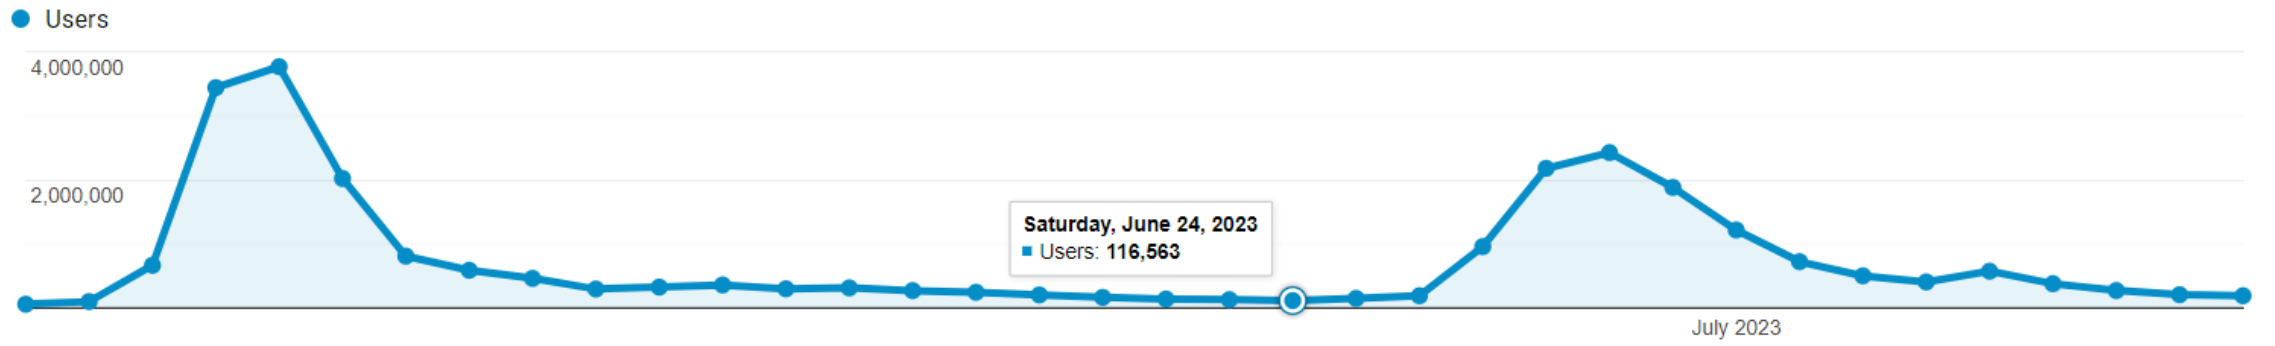 Users
4,000,000
2,000,000
Saturday, June 24, 2023
Users: 116,563
July 2023